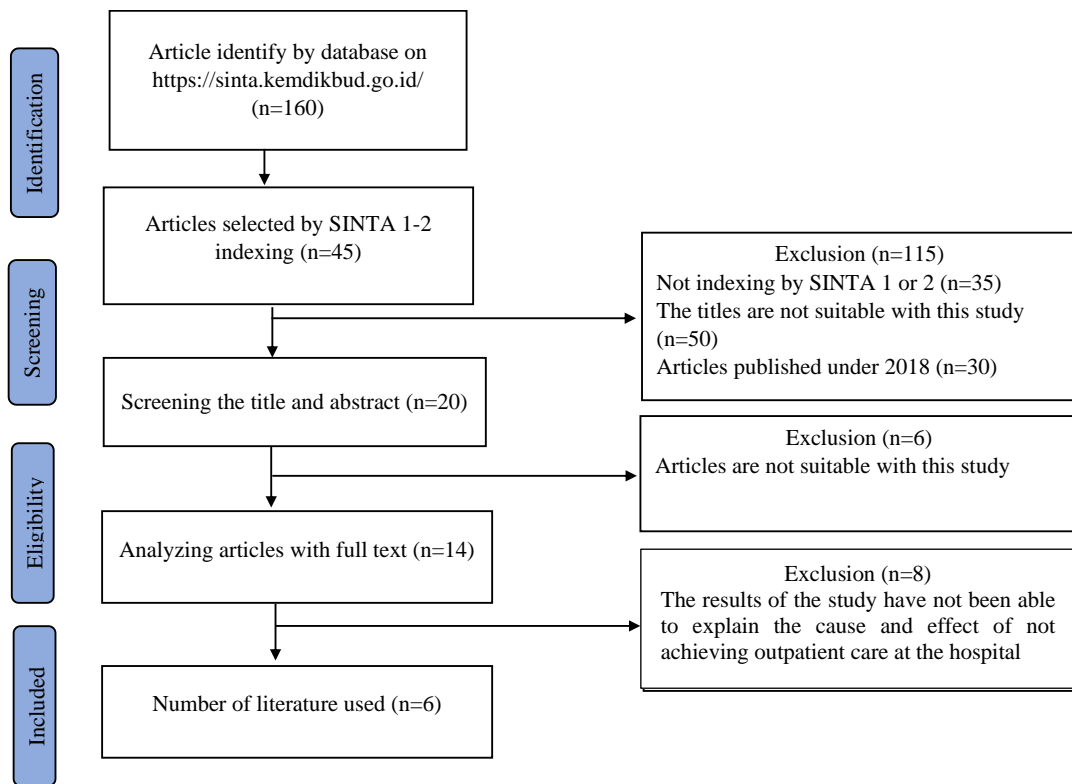 Identification
Article identify by database on
https://sinta.kemdikbud.go.id/
(n=160)
Articles selected by SINTA 1-2
indexing (n=45)
Screening
Exclusion (n=115)
Not indexing by SINTA 1 or 2 (n=35)
The titles are not suitable with this study
(n=50)
Articles published under 2018 (n=30)
Screening the title and abstract (n=20)
Eligibility
Exclusion (n=6)
Articles are not suitable with this study
Analyzing articles with full text (n=14)
Exclusion (n=8)
The results of the study have not been able
to explain the cause and effect of not
achieving outpatient care at the hospital
Included
Number of literature used (n=6)